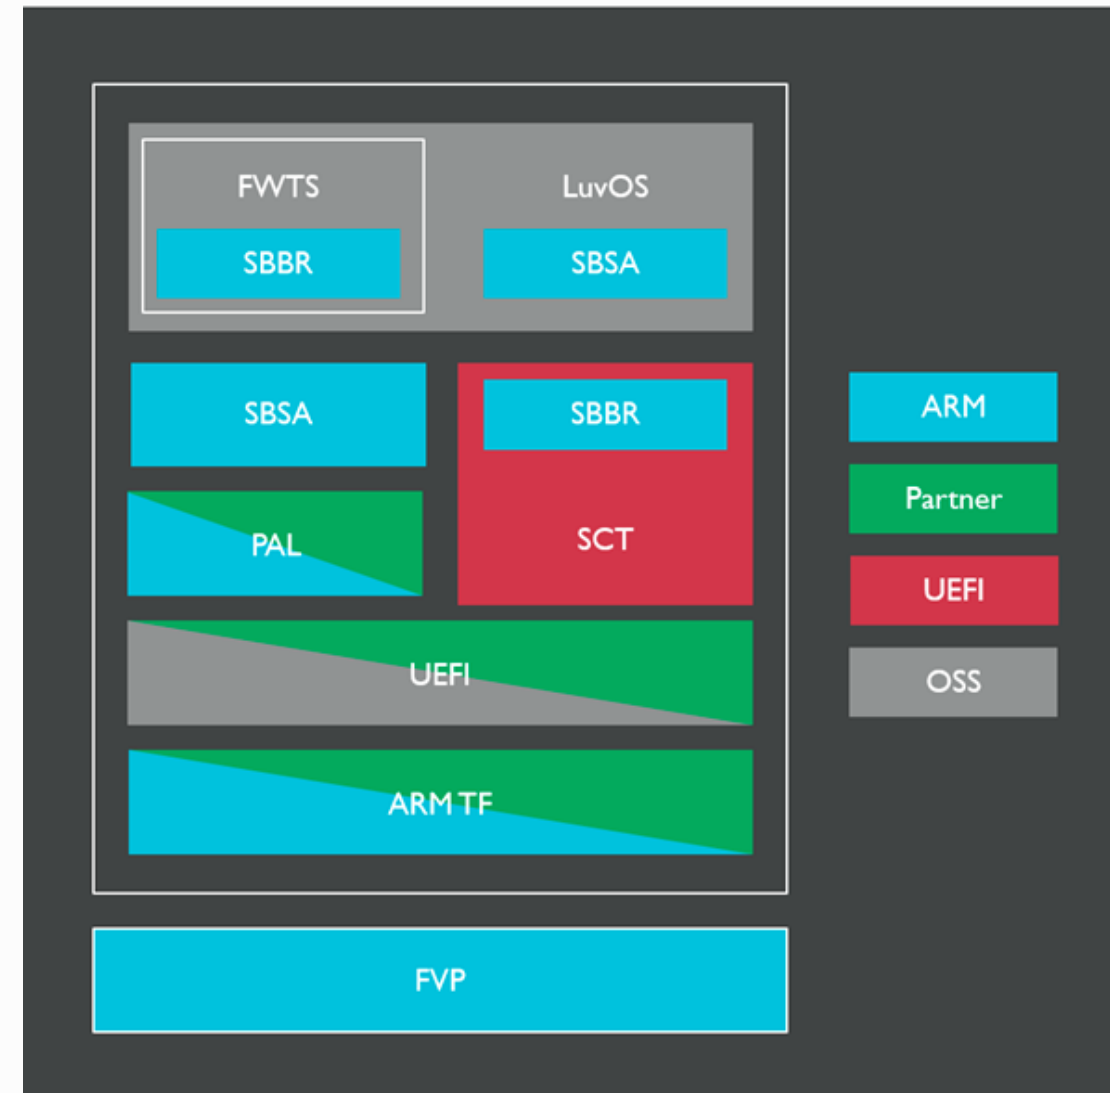 FWTS
LuvOS
SBBR
SBSA
SBSA
SBBR
PAL
SCT
UEFI
ARM TF
FVP
ARM
Partner
UEFI
OSS